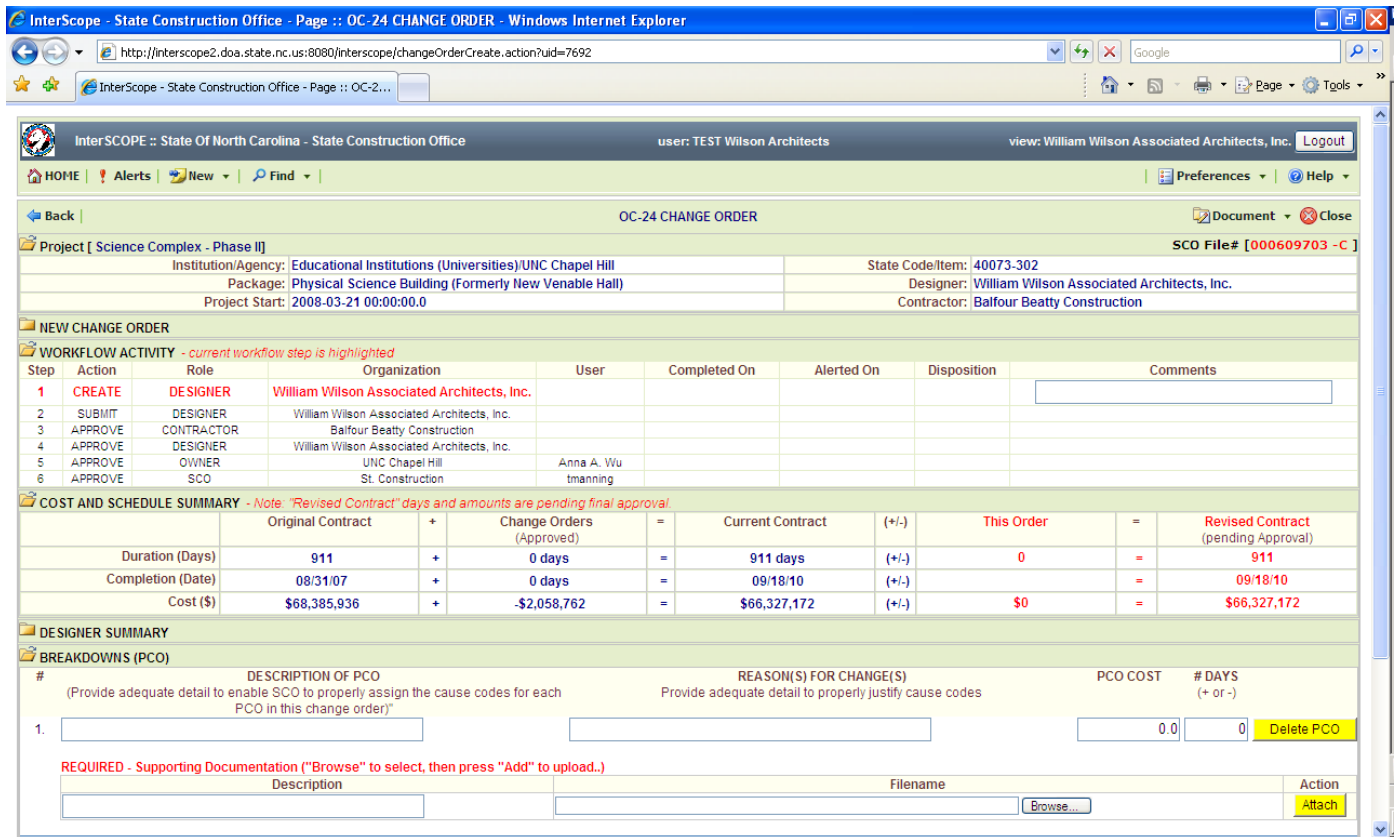 InterScope - State Construction Office - Page :: OC-24 CHANGE ORDER - Windows Internet Explorer
http://interscope2.doa.state.nc.us:8080/interscope/changeOrderCreate.action?uid=7692 Google
InterScope - State Construction Office - Page :: OC-2... Page Tools »
InterSCOPE :: State Of North Carolina - State Construction Office user: TEST Wilson Architects view: William Wilson Associated Architects, Inc. Logout
HOME | Alerts | New | Find | | Preferences | Help
Back | OC-24 CHANGE ORDER Document Close
Project [ Science Complex - Phase II] SCO File# [000609703 -C ]
Institution/Agency: Educational Institutions (Universities)/UNC Chapel Hill State Code/Item: 40073-302
Package: Physical Science Building (Formerly New Venable Hall) Designer: William Wilson Associated Architects, Inc.
Project Start: 2008-03-21 00:00:00.0 Contractor: Balfour Beatty Construction
NEW CHANGE ORDER
WORKFLOW ACTIVITY - current workflow step is highlighted
Step Action Role Organization User Completed On Alerted On Disposition Comments
1 CREATE DESIGNER William Wilson Associated Architects, Inc.
2 SUBMIT DESIGNER William Wilson Associated Architects, Inc.
3 APPROVE CONTRACTOR Balfour Beatty Construction
4 APPROVE DESIGNER William Wilson Associated Architects, Inc.
5 APPROVE OWNER UNC Chapel Hill Anna A. Wu
6 APPROVE SCO St. Construction tmanning
COST AND SCHEDULE SUMMARY - Note: "Revised Contract" days and amounts are pending final approval.
Original Contract + Change Orders = Current Contract (+/-) This Order = Revised Contract
(Approved) (pending Approval)
Duration (Days) 911 + 0 days = 911 days (+/-) 0 = 911
Completion (Date) 08/31/07 + 0 days = 09/18/10 (+/-) = 09/18/10
Cost ($) $68,385,936 + -$2,058,762 = $66,327,172 (+/-) $0 = $66,327,172
DESIGNER SUMMARY
BREAKDOWNS (PCO)
# DESCRIPTION OF PCO REASON(S) FOR CHANGE(S) PCO COST # DAYS
(Provide adequate detail to enable SCO to properly assign the cause codes for each Provide adequate detail to properly justify cause codes (+ or -)
PCO in this change order)"
1. 0.0 0 Delete PCO
REQUIRED - Supporting Documentation ("Browse" to select, then press "Add" to upload..)
Description Filename Action
Browse... Attach